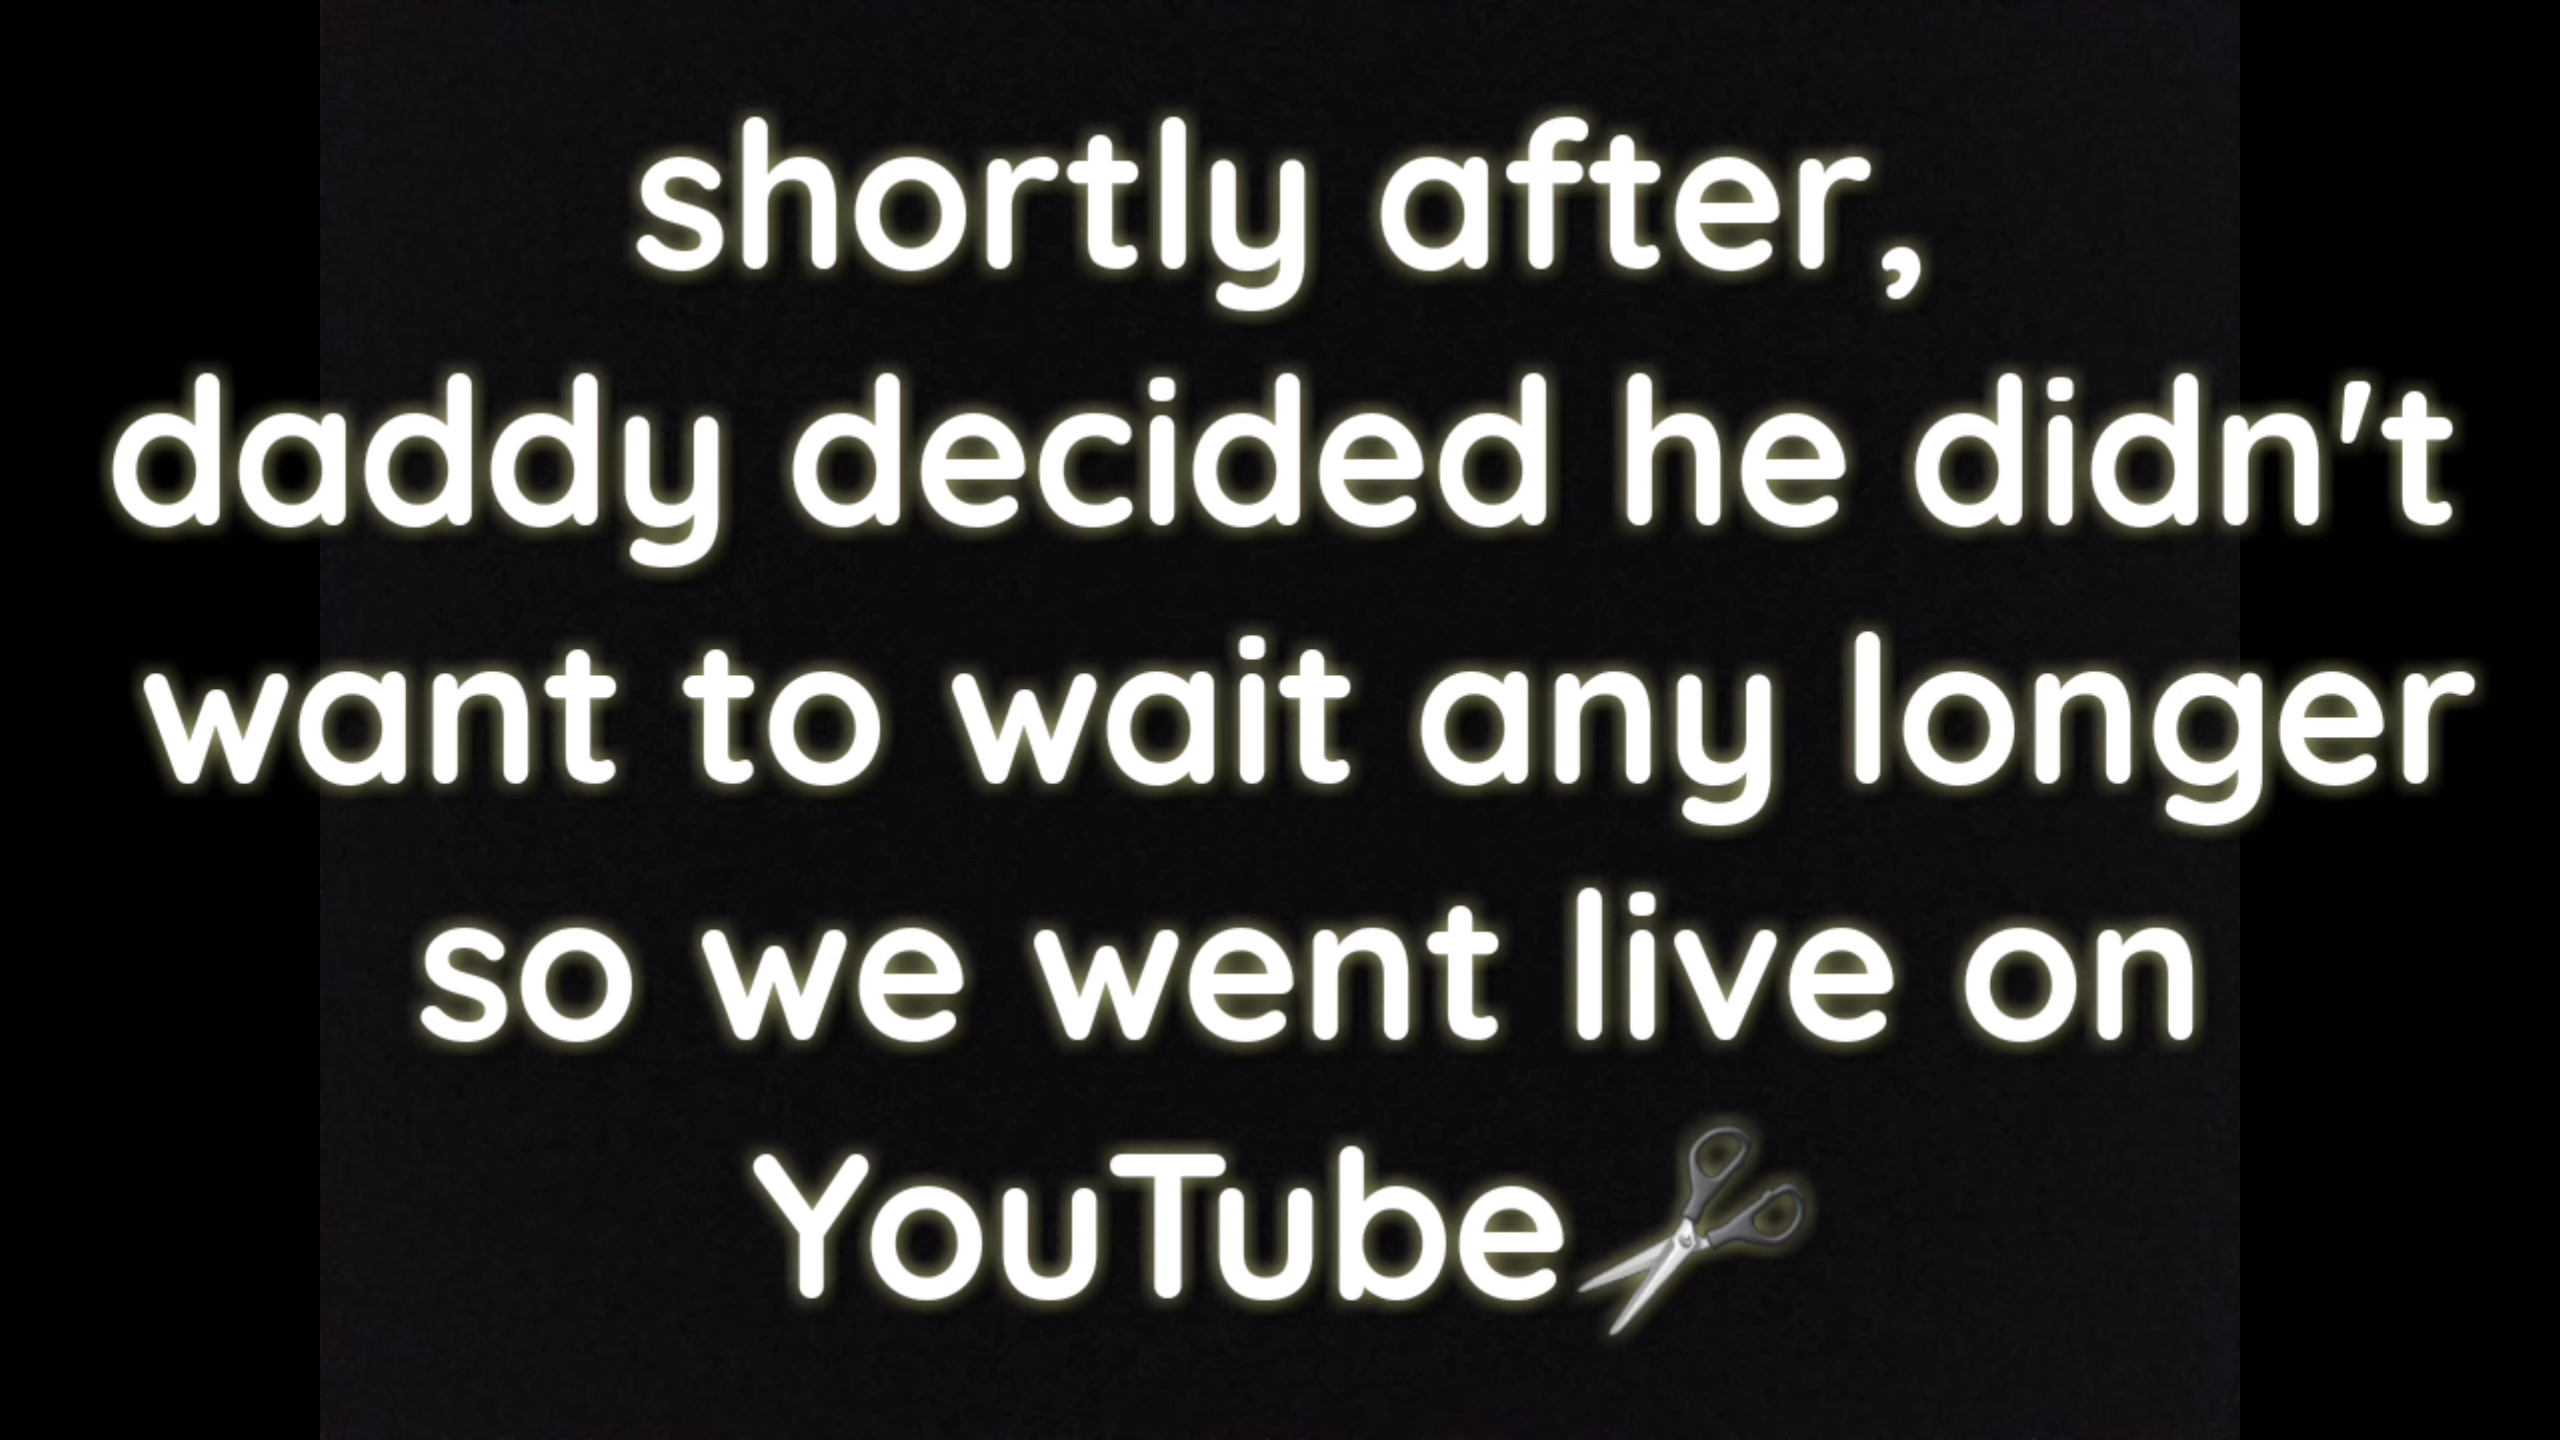 shortly after,
daddy decided he didn't
want to wait any longer
so we went live on
YouTube✂️